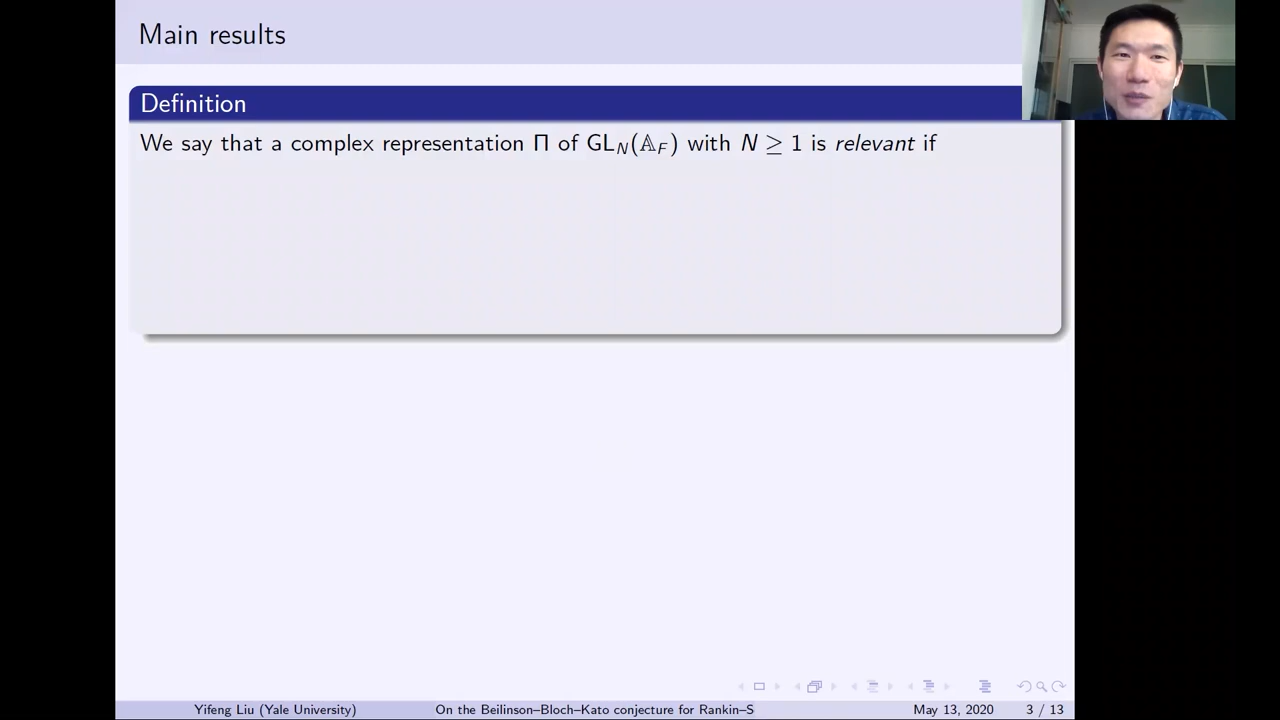 Main results
Definition
We say that a complex representation Π of GL_N(𝔸_F) with N ≥ 1 is relevant if
Yifeng Liu (Yale University) On the Beilinson–Bloch–Kato conjecture for Rankin–S May 13, 2020 3 / 13